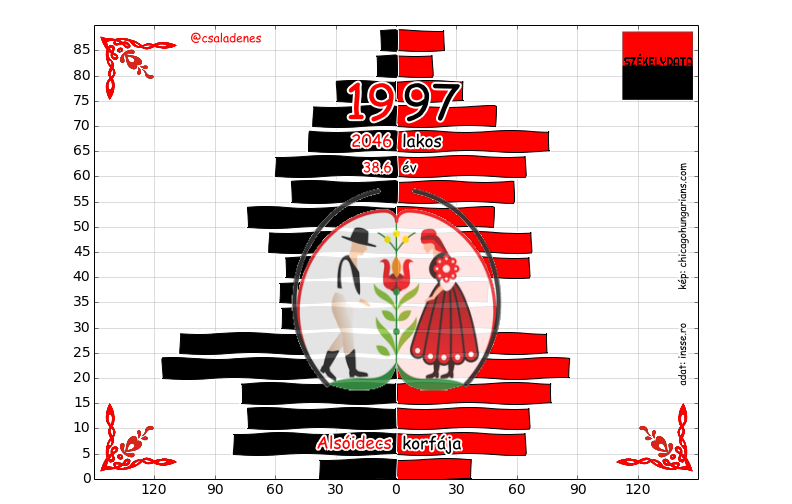 @csaladenes
SZÉKELYDATA
1997
2046 lakos
38.6 év
kép: chicagohungarians.com
adat: insse.ro
Alsóidecs korfája
85
80
75
70
65
60
55
50
45
40
35
30
25
20
15
10
5
0
120 90 60 30 0 30 60 90 120